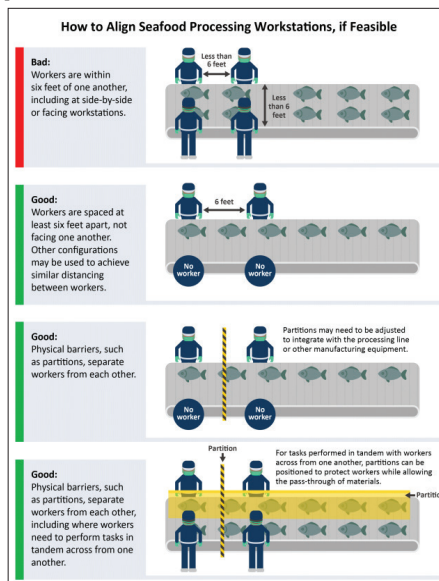 How to Align Seafood Processing Workstations, if Feasible
Bad:
Workers are within
six feet of one another,
including at side-by-side
or facing workstations.
Less than
6 feet
Less
than 6
feet
Good:
Workers are spaced at
least six feet apart, not
facing one another.
Other configurations
may be used to achieve
similar distancing
between workers.
6 feet
No
worker
No
worker
Good:
Physical barriers, such
as partitions, separate
workers from each other.
Partitions may need to be adjusted
to integrate with the processing line
or other manufacturing equipment.
No
worker
No
worker
Good:
Physical barriers, such
as partitions, separate
workers from each other,
including where workers
need to perform tasks in
tandem across from one
another.
Partition
For tasks performed in tandem with workers
across from one another, partitions can be
positioned to protect workers while allowing
the pass-through of materials.
Partitio